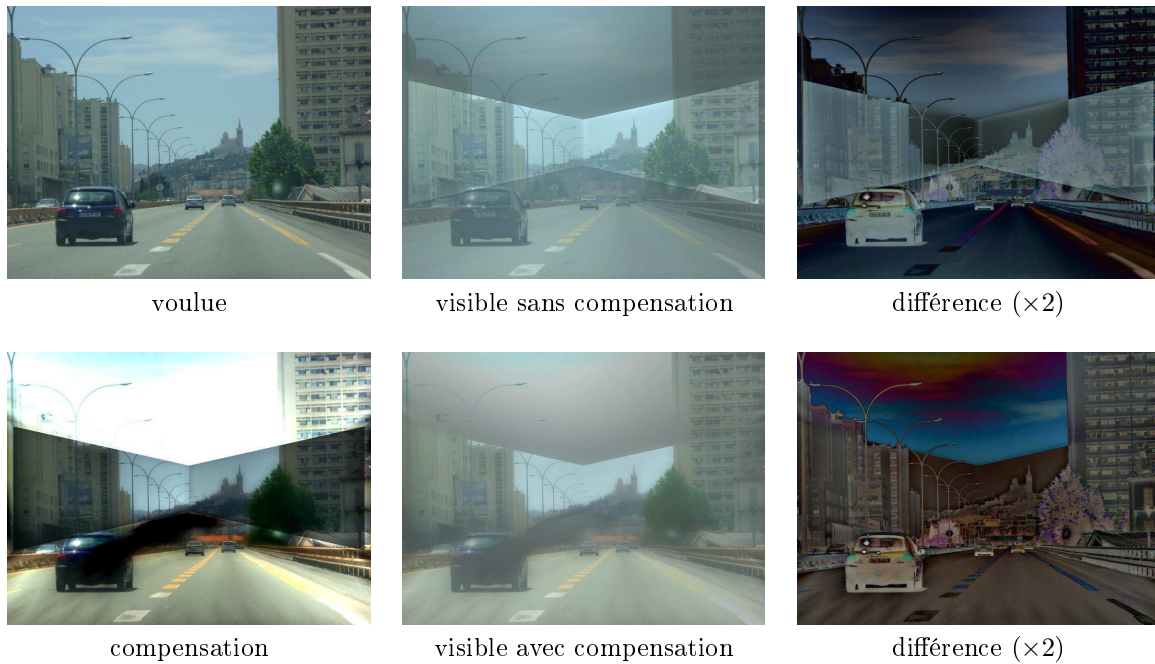 voulue
visible sans compensation
différence (×2)
compensation
visible avec compensation
différence (×2)